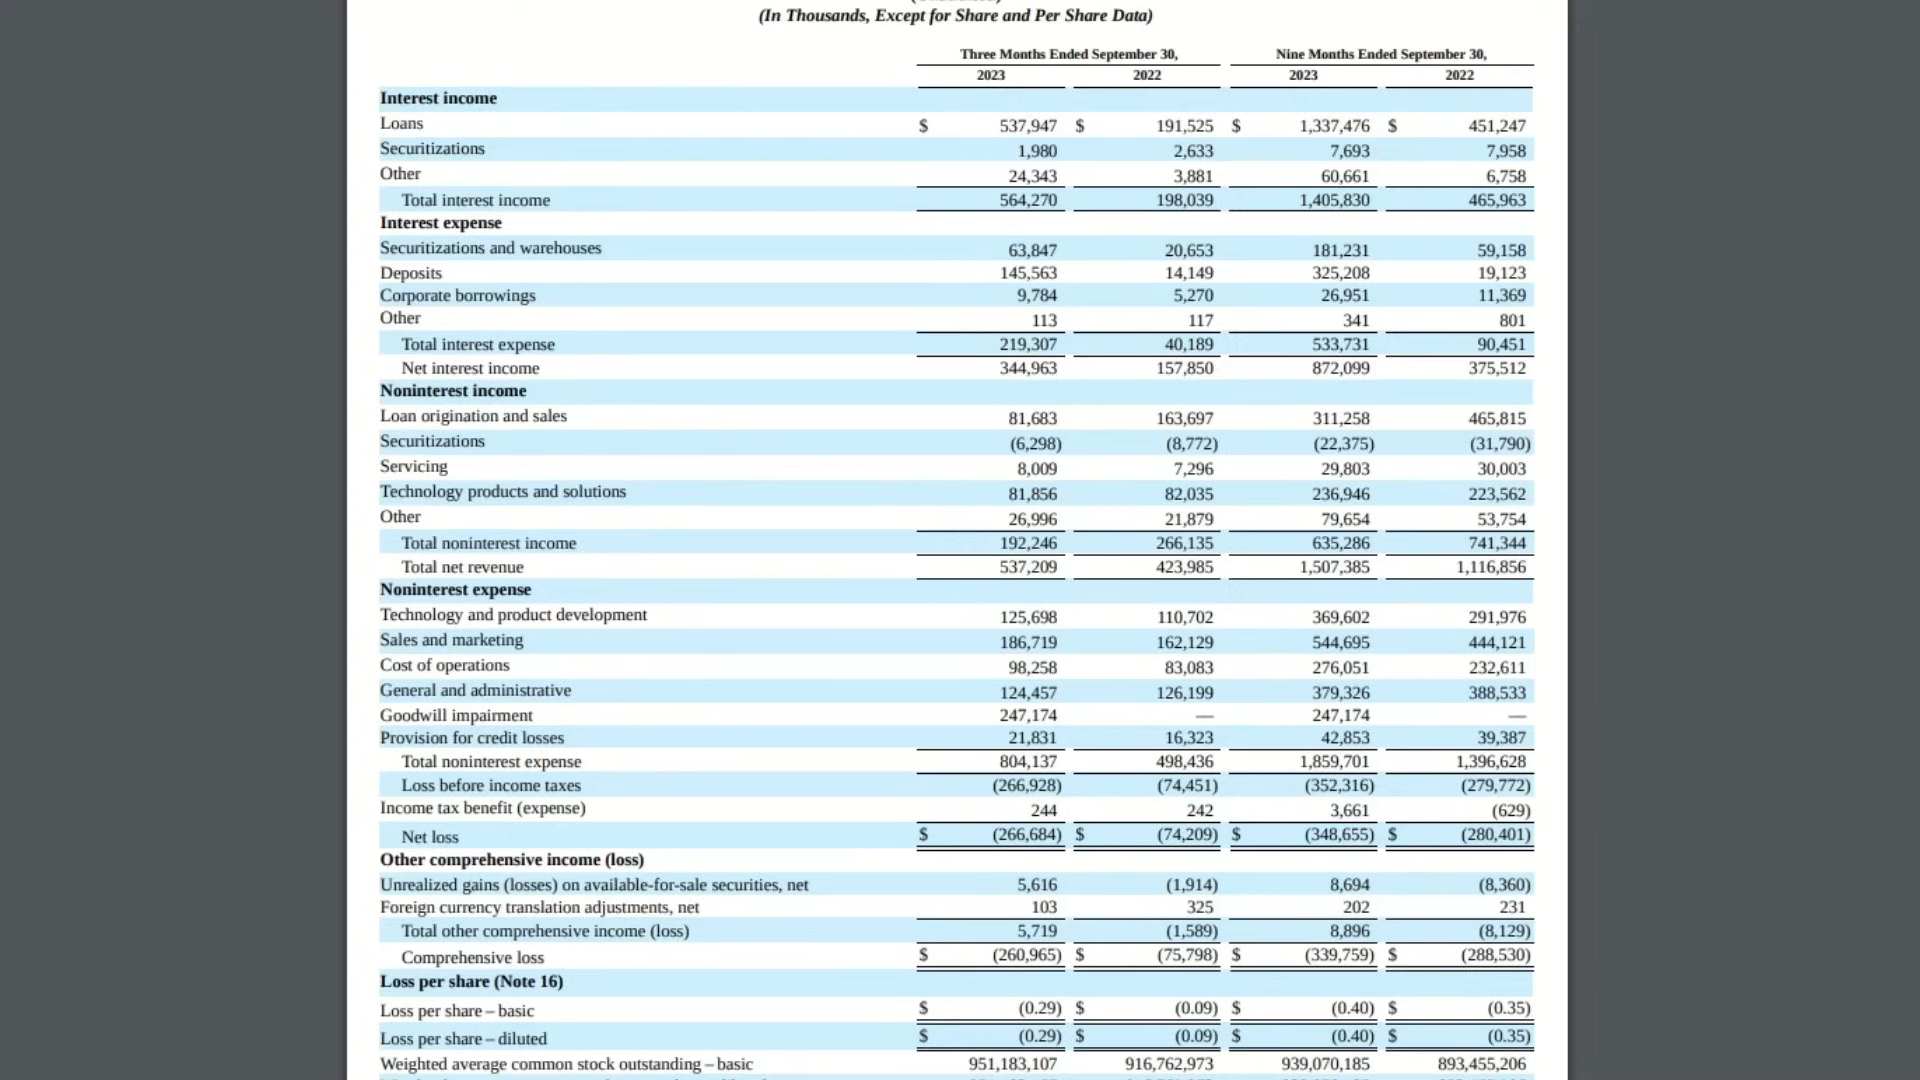 (In Thousands, Except for Share and Per Share Data)
Three Months Ended September 30, Nine Months Ended September 30,
2023 2022 2023 2022
Interest income
Loans $ 537,947 $ 191,525 $ 1,337,476 $ 451,247
Securitizations 1,980 2,633 7,693 7,958
Other 24,343 3,881 60,661 6,758
Total interest income 564,270 198,039 1,405,830 465,963
Interest expense
Securitizations and warehouses 63,847 20,653 181,231 59,158
Deposits 145,563 14,149 325,208 19,123
Corporate borrowings 9,784 5,270 26,951 11,369
Other 113 117 341 801
Total interest expense 219,307 40,189 533,731 90,451
Net interest income 344,963 157,850 872,099 375,512
Noninterest income
Loan origination and sales 81,683 163,697 311,258 465,815
Securitizations (6,298) (8,772) (22,375) (31,790)
Servicing 8,009 7,296 29,803 30,003
Technology products and solutions 81,856 82,035 236,946 223,562
Other 26,996 21,879 79,654 53,754
Total noninterest income 192,246 266,135 635,286 741,344
Total net revenue 537,209 423,985 1,507,385 1,116,856
Noninterest expense
Technology and product development 125,698 110,702 369,602 291,976
Sales and marketing 186,719 162,129 544,695 444,121
Cost of operations 98,258 83,083 276,051 232,611
General and administrative 124,457 126,199 379,326 388,533
Goodwill impairment 247,174 — 247,174 —
Provision for credit losses 21,831 16,323 42,853 39,387
Total noninterest expense 804,137 498,436 1,859,701 1,396,628
Loss before income taxes (266,928) (74,451) (352,316) (279,772)
Income tax benefit (expense) 244 242 3,661 (629)
Net loss $ (266,684) $ (74,209) $ (348,655) $ (280,401)
Other comprehensive income (loss)
Unrealized gains (losses) on available-for-sale securities, net 5,616 (1,914) 8,694 (8,360)
Foreign currency translation adjustments, net 103 325 202 231
Total other comprehensive income (loss) 5,719 (1,589) 8,896 (8,129)
Comprehensive loss $ (260,965) $ (75,798) $ (339,759) $ (288,530)
Loss per share (Note 16)
Loss per share – basic $ (0.29) $ (0.09) $ (0.40) $ (0.35)
Loss per share – diluted $ (0.29) $ (0.09) $ (0.40) $ (0.35)
Weighted average common stock outstanding – basic 951,183,107 916,762,973 939,070,185 893,455,206